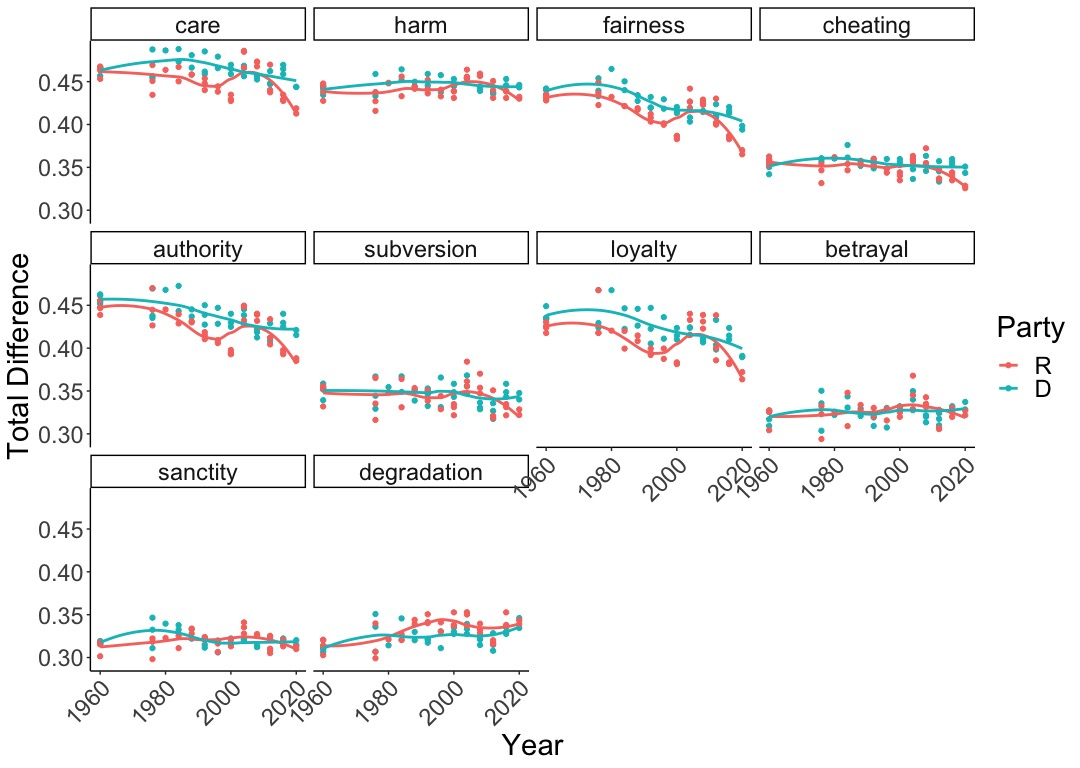 care harm fairness cheating
0.45
0.40
0.35
0.30
authority subversion loyalty betrayal
0.45
0.40
0.35
0.30
1960 1980 2000 2020 1960 1980 2000 2020
sanctity degradation
0.45
0.40
0.35
0.30
1960 1980 2000 2020 1960 1980 2000 2020
Year
Total Difference
Party
R
D